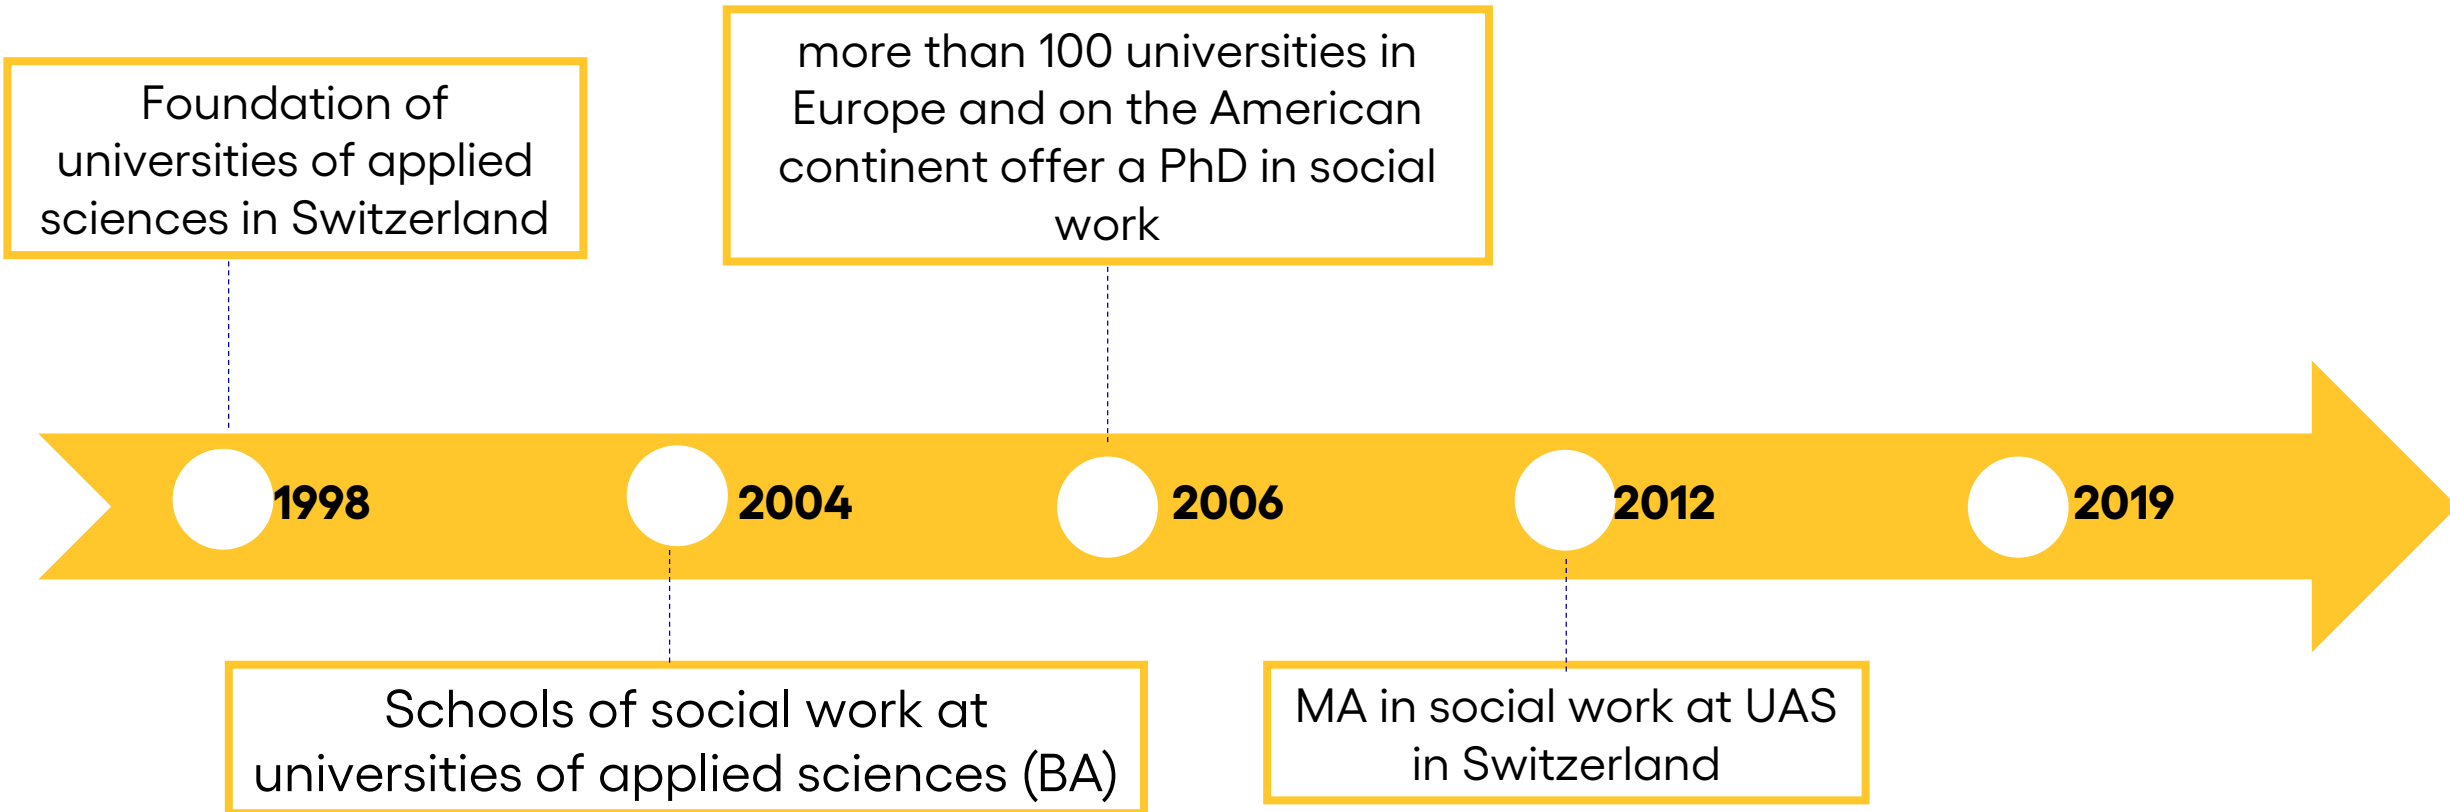 Foundation of
universities of applied
sciences in Switzerland
more than 100 universities in
Europe and on the American
continent offer a PhD in social
work
1998
2004
2006
2012
2019
Schools of social work at
universities of applied sciences (BA)
MA in social work at UAS
in Switzerland